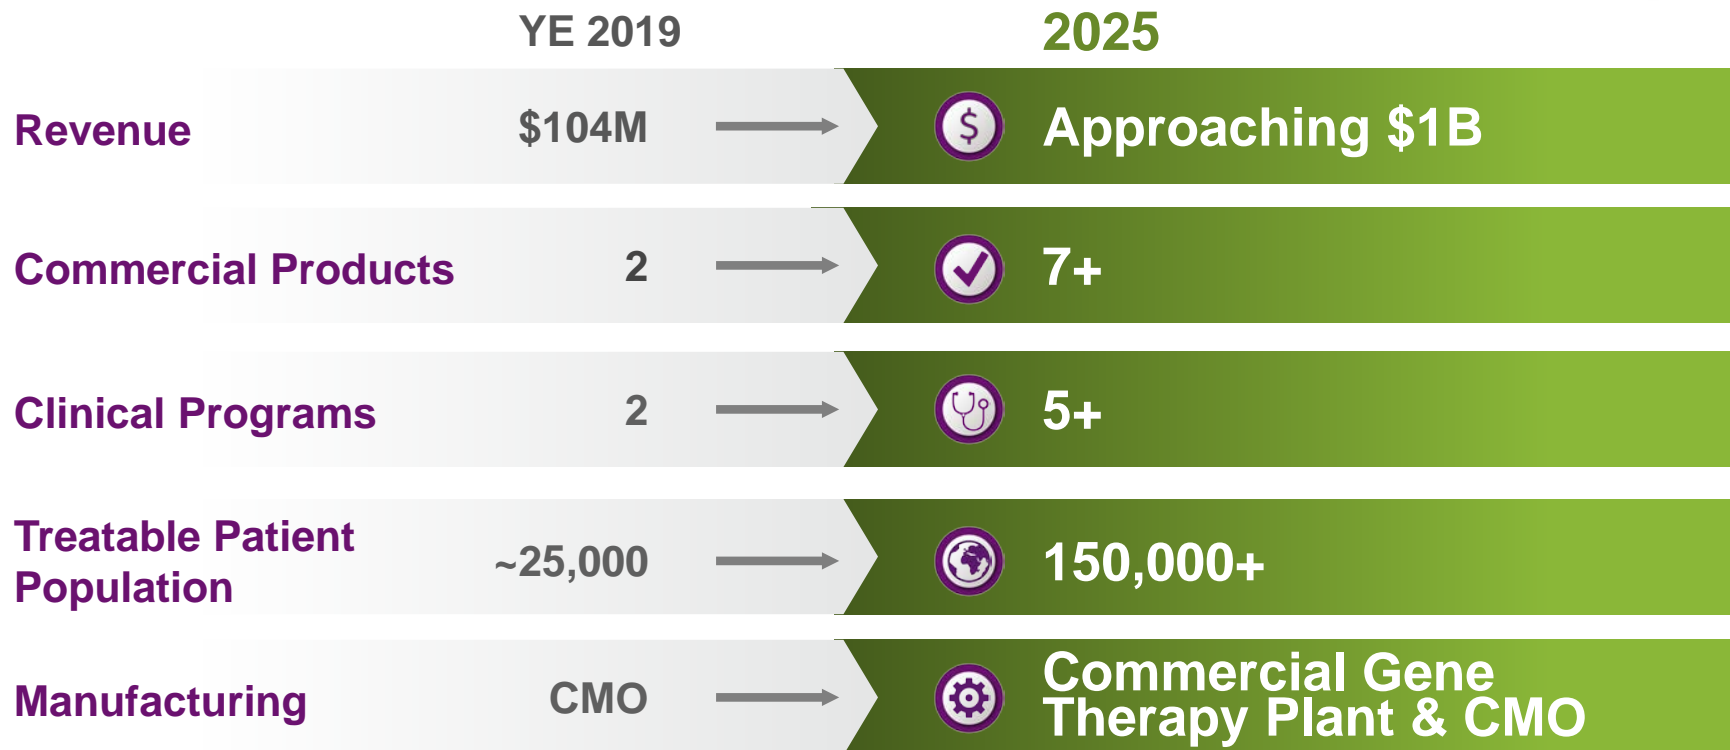 YE 2019 2025
Revenue $104M $ Approaching $1B
Commercial Products 2 7+
Clinical Programs 2 5+
Treatable Patient
Population ~25,000 150,000+
Manufacturing CMO Commercial Gene
Therapy Plant & CMO